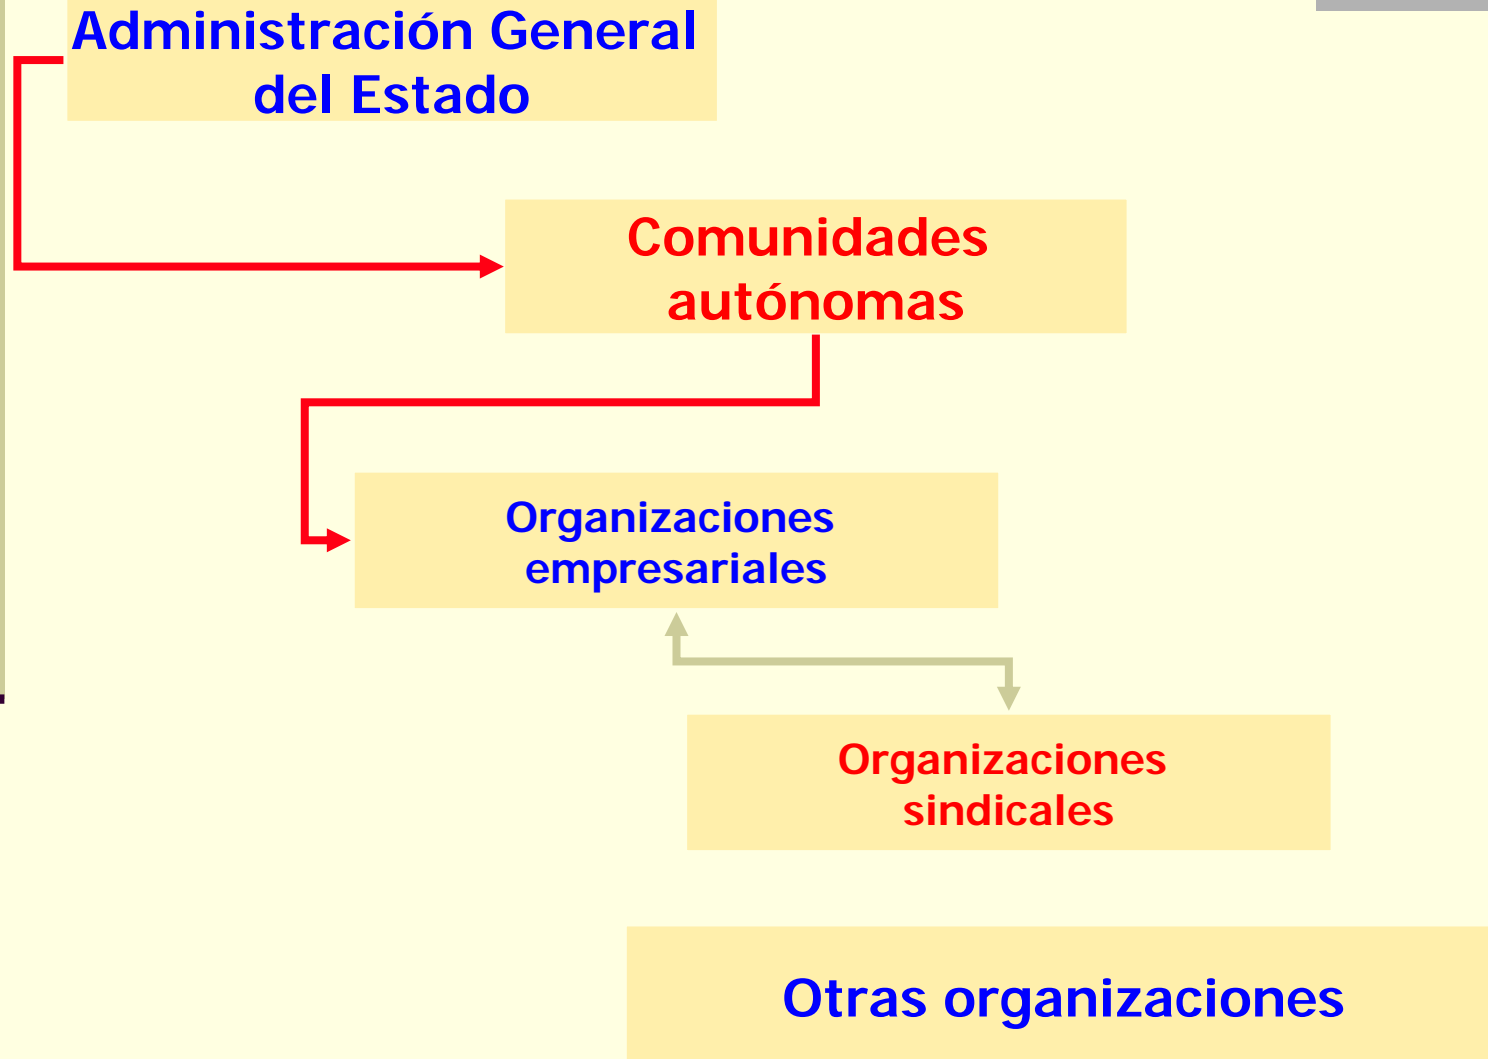 Administración General
del Estado
Comunidades
autónomas
Organizaciones
empresariales
Organizaciones
sindicales
Otras organizaciones